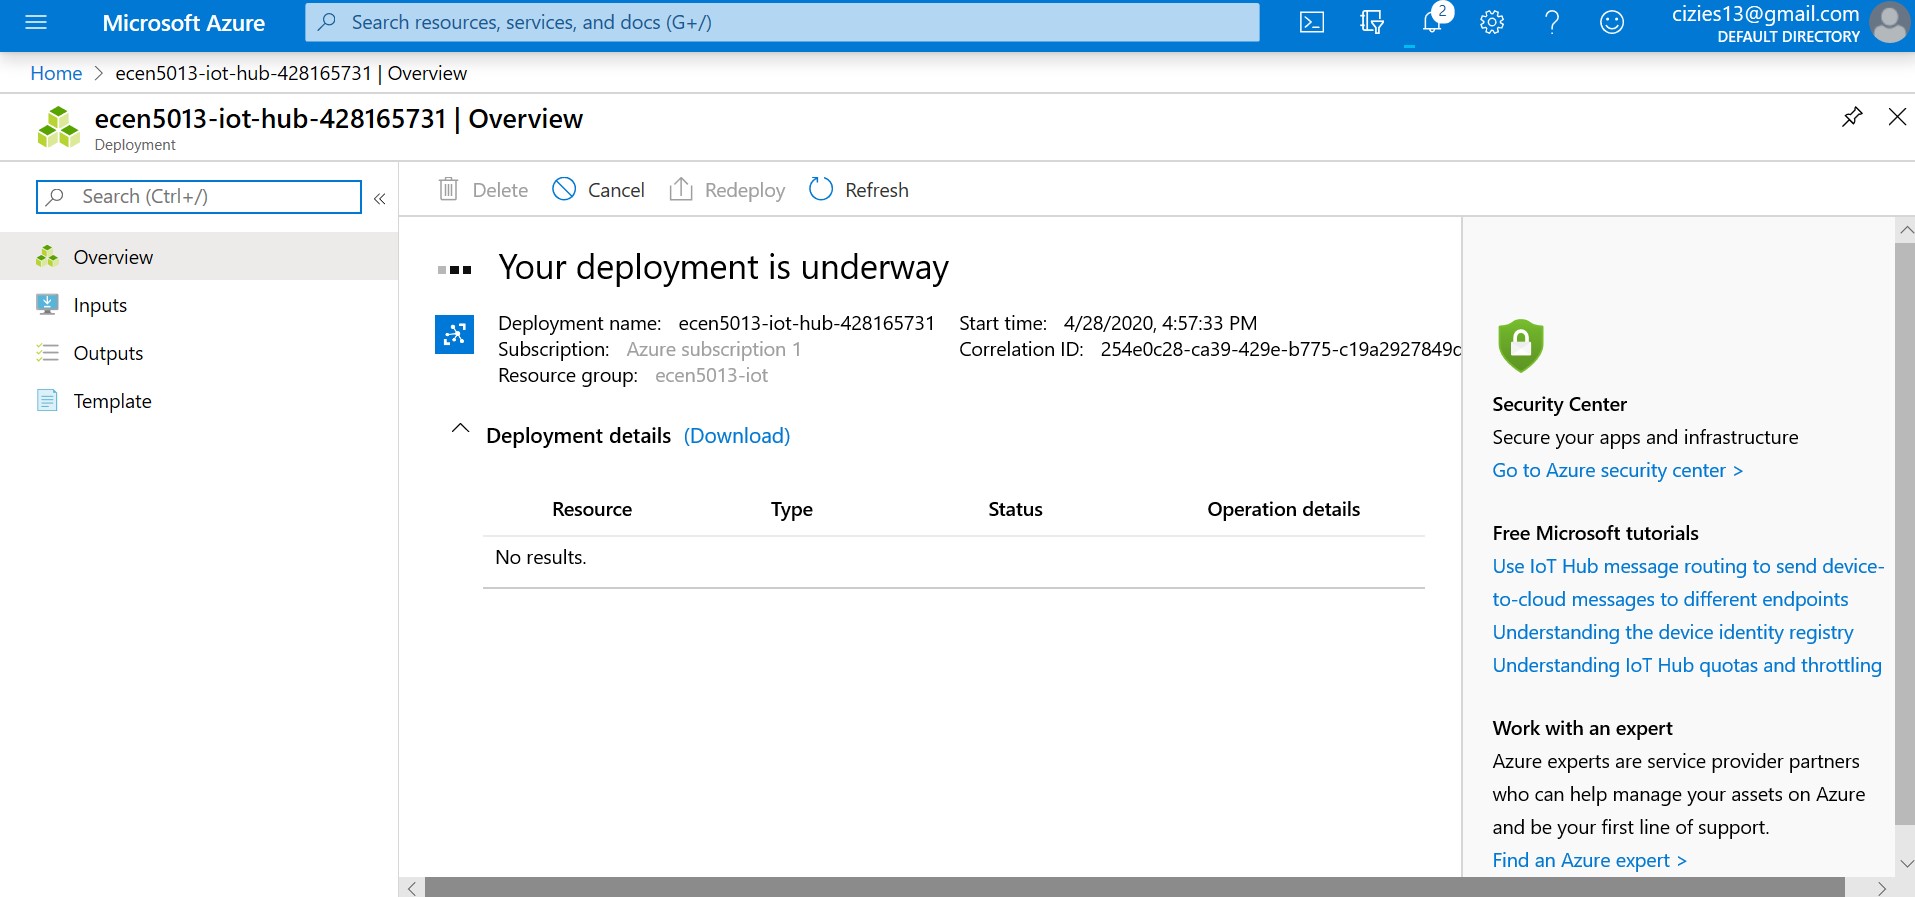 Microsoft Azure
Search resources, services, and docs (G+/)
2
cizies13@gmail.com
DEFAULT DIRECTORY
Home > ecen5013-iot-hub-428165731 | Overview
ecen5013-iot-hub-428165731 | Overview
Deployment
Search (Ctrl+/)
«
Overview
Inputs
Outputs
Template
Delete
Cancel
Redeploy
Refresh
Your deployment is underway
Deployment name: ecen5013-iot-hub-428165731
Subscription: Azure subscription 1
Resource group: ecen5013-iot
Start time: 4/28/2020, 4:57:33 PM
Correlation ID: 254e0c28-ca39-429e-b775-c19a2927849c
Deployment details (Download)
Resource Type Status Operation details
No results.
Security Center
Secure your apps and infrastructure
Go to Azure security center >
Free Microsoft tutorials
Use IoT Hub message routing to send device-
to-cloud messages to different endpoints
Understanding the device identity registry
Understanding IoT Hub quotas and throttling
Work with an expert
Azure experts are service provider partners
who can help manage your assets on Azure
and be your first line of support.
Find an Azure expert >